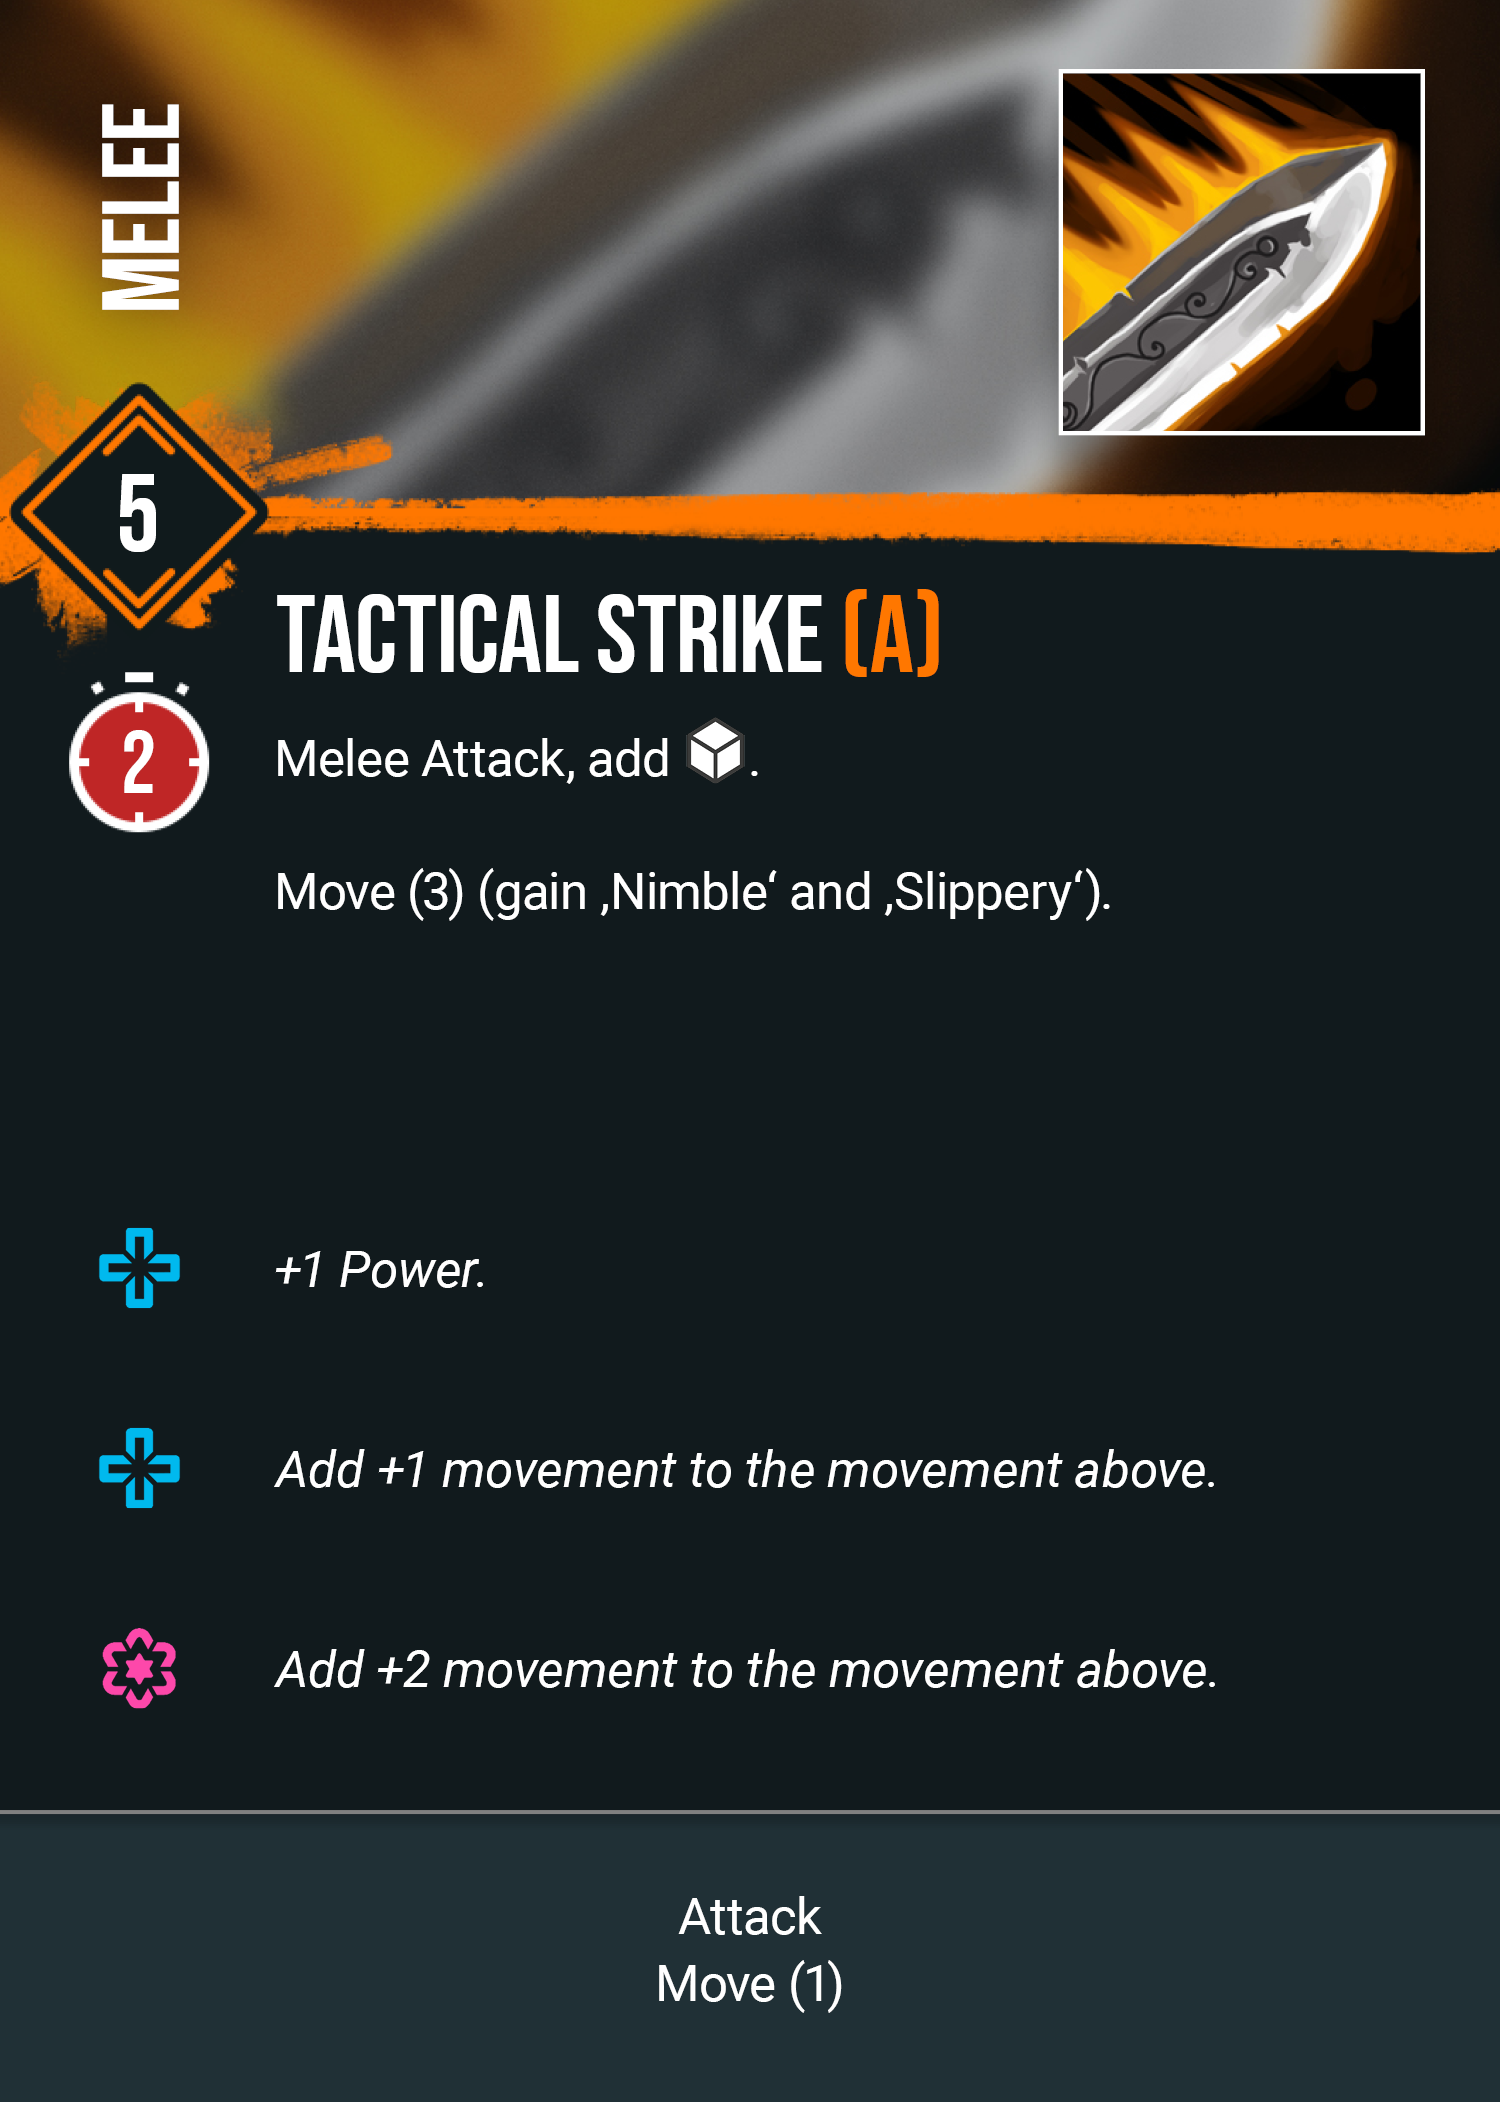 MELEE
5
TACTICAL STRIKE (A)
2
Melee Attack, add .
Move (3) (gain ‚Nimble‘ and ‚Slippery‘).
+1 Power.
Add +1 movement to the movement above.
Add +2 movement to the movement above.
Attack
Move (1)